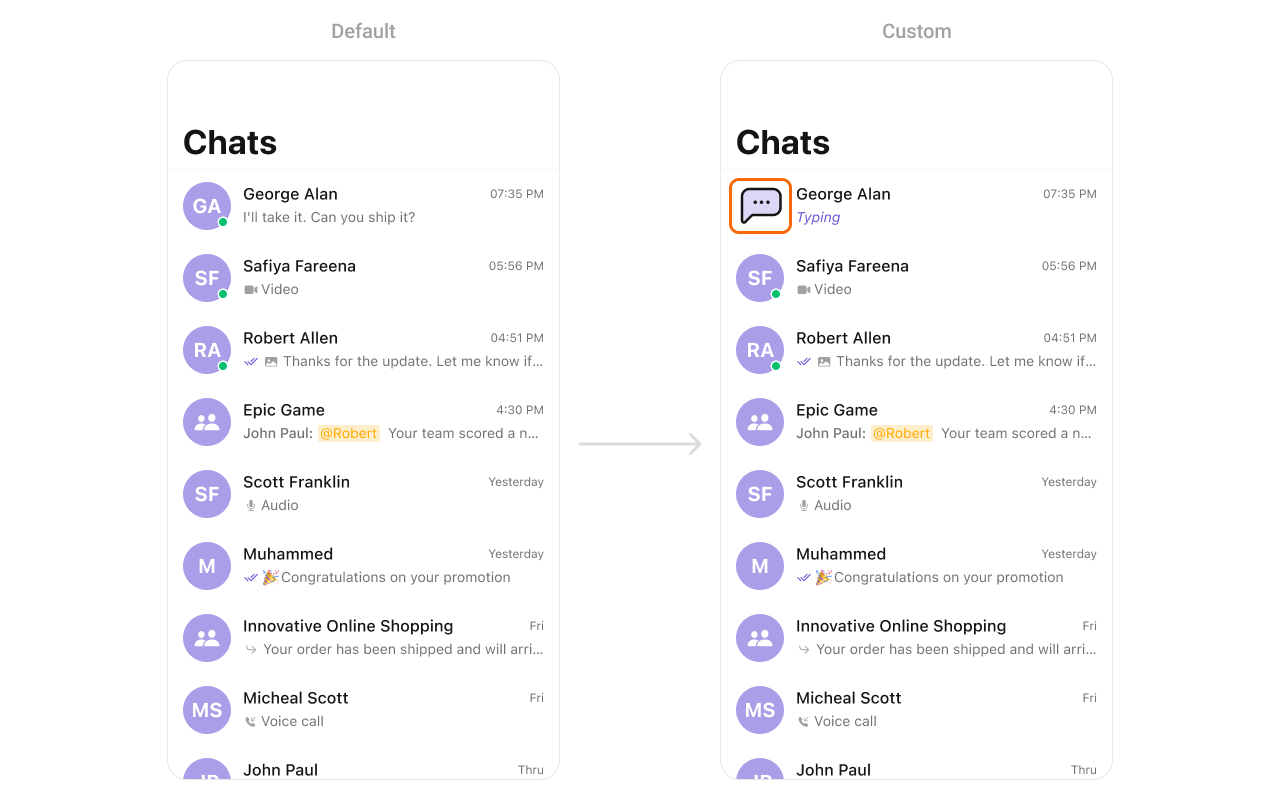 Default
Chats
GA
George Alan 07:35 PM
I'll take it. Can you ship it?
SF
Safiya Fareena 05:56 PM
Video
RA
Robert Allen 04:51 PM
Thanks for the update. Let me know if...
Epic Game 4:30 PM
John Paul: @Robert Your team scored a n...
SF
Scott Franklin Yesterday
Audio
M
Muhammed Yesterday
🎉Congratulations on your promotion
Innovative Online Shopping Fri
Your order has been shipped and will arri...
MS
Micheal Scott Fri
Voice call
JP
John Paul Thru
Custom
Chats
George Alan 07:35 PM
Typing
SF
Safiya Fareena 05:56 PM
Video
RA
Robert Allen 04:51 PM
Thanks for the update. Let me know if...
Epic Game 4:30 PM
John Paul: @Robert Your team scored a n...
SF
Scott Franklin Yesterday
Audio
M
Muhammed Yesterday
🎉Congratulations on your promotion
Innovative Online Shopping Fri
Your order has been shipped and will arri...
MS
Micheal Scott Fri
Voice call
JP
John Paul Thru